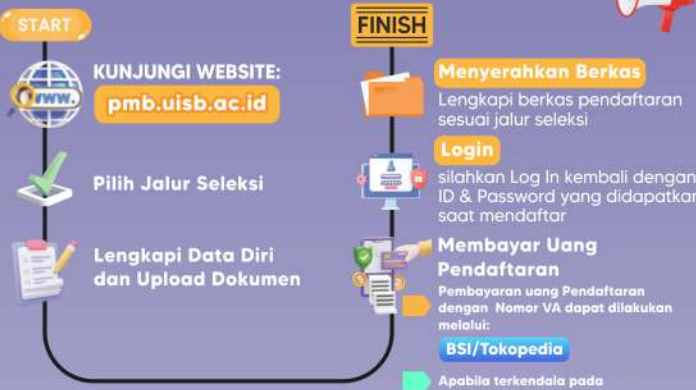 START
KUNJUNGI WEBSITE:
www.
pmb.uisb.ac.id
Pilih Jalur Seleksi
Lengkapi Data Diri
dan Upload Dokumen
FINISH
Menyerahkan Berkas
Lengkapi berkas pendaftaran
sesuai jalur seleksi
Login
silahkan Log In kembali dengan
ID & Password yang didapatkan
saat mendaftar
Membayar Uang
Pendaftaran
Pembayaran uang Pendaftaran
dengan Nomor VA dapat dilakukan
melalui:
BSI/Tokopedia
Apabila terkendala pada